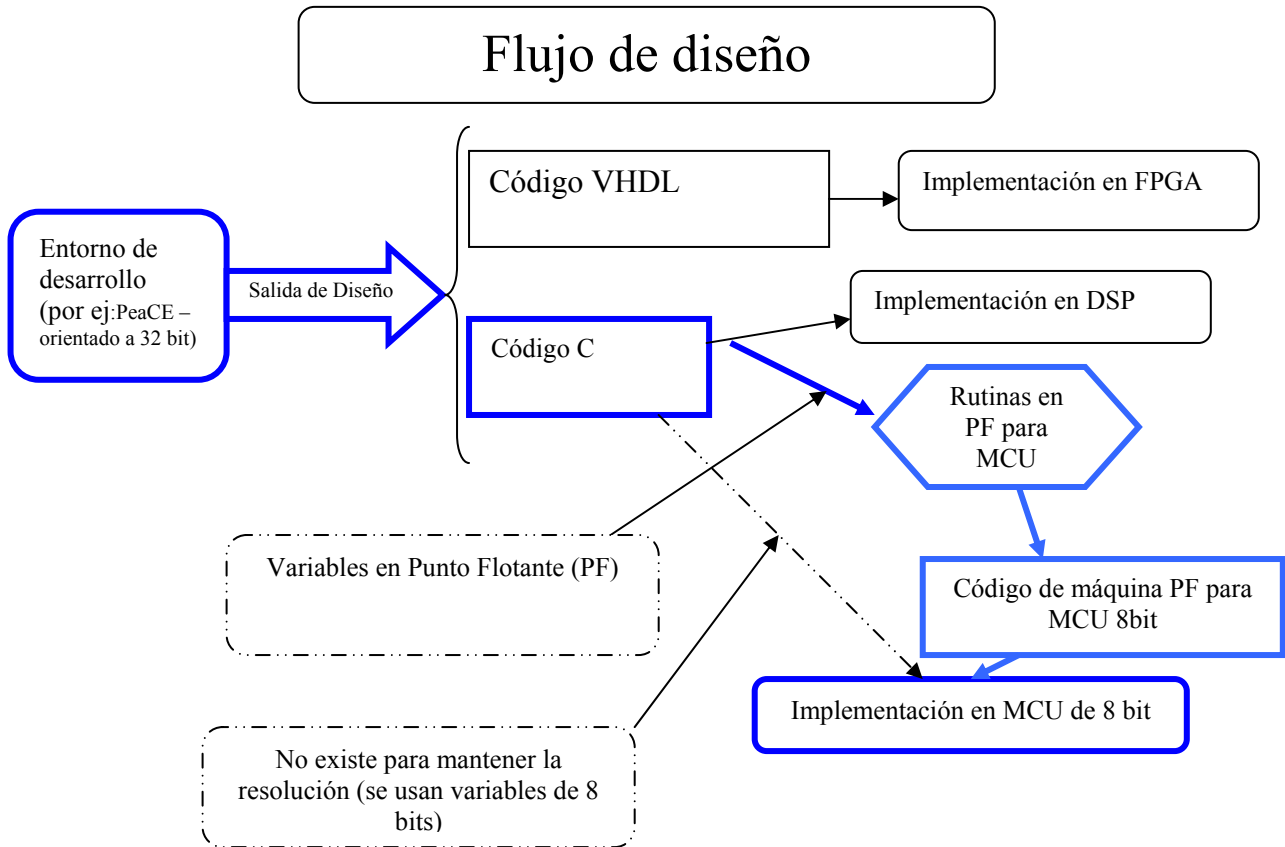 Flujo de diseño
Código VHDL
Implementación en FPGA
Entorno de
desarrollo
(por ej:PeaCE –
orientado a 32 bit)
Salida de Diseño
Código C
Implementación en DSP
Rutinas en
PF para
MCU
Variables en Punto Flotante (PF)
Código de máquina PF para
MCU 8bit
Implementación en MCU de 8 bit
No existe para mantener la
resolución (se usan variables de 8
bits)